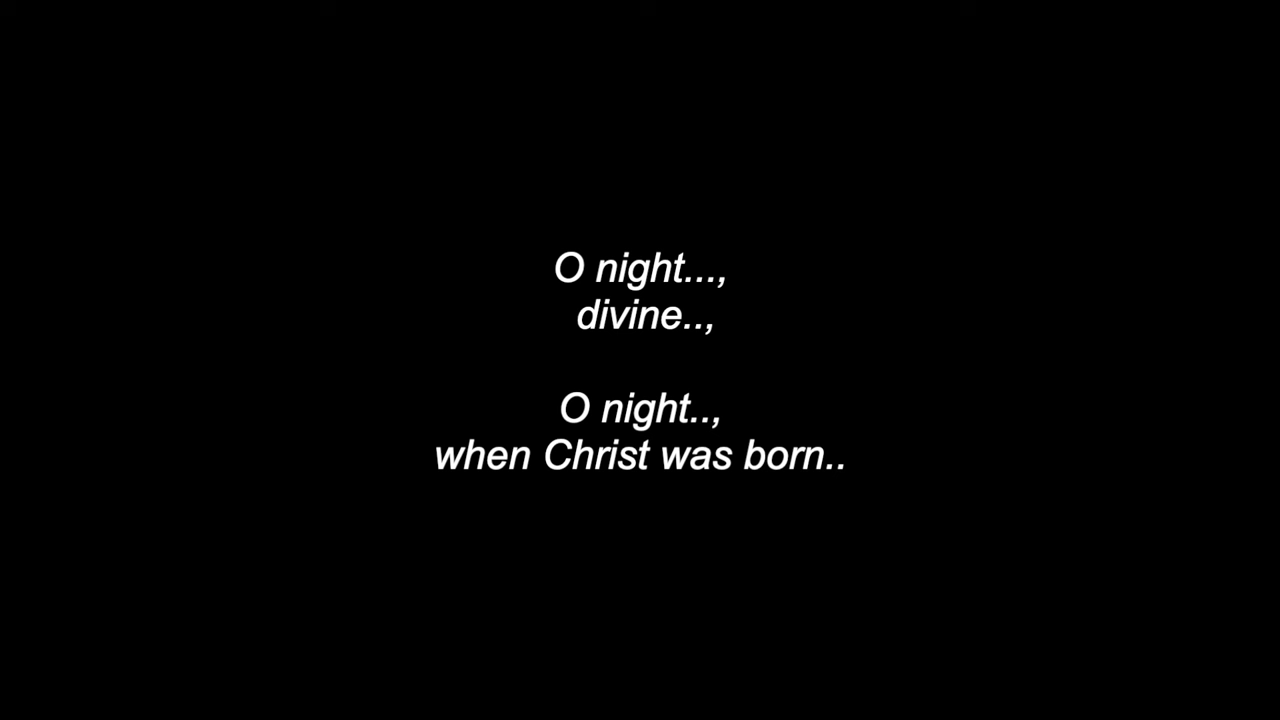 O night...,
divine..,
O night..,
when Christ was born..